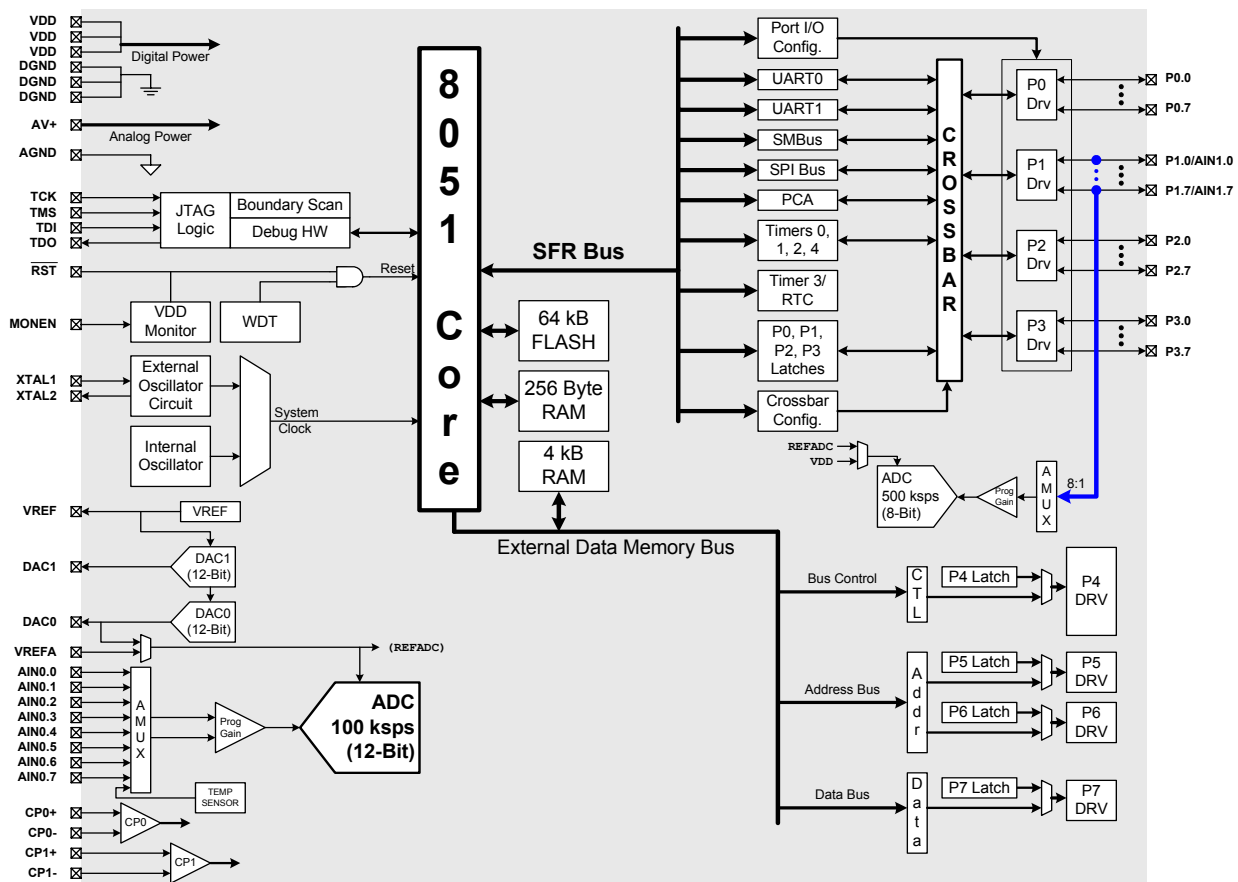 VDD
VDD
VDD
Digital Power
DGND
DGND
DGND
AV+
Analog Power
AGND
TCK
TMS
TDI
TDO
JTAG
Logic
Boundary Scan
Debug HW
RST
Reset
MONEN
VDD
Monitor
WDT
XTAL1
XTAL2
External
Oscillator
Circuit
System
Clock
Internal
Oscillator
VREF
VREF
DAC1
DAC1
(12-Bit)
DAC0
DAC0
(12-Bit)
VREFA
(REFADC)
AIN0.0
AIN0.1
AIN0.2
AIN0.3
AIN0.4
AIN0.5
AIN0.6
AIN0.7
AMUX
Prog
Gain
ADC
100 ksps
(12-Bit)
TEMP
SENSOR
CP0+
CP0-
CP0
CP1+
CP1-
CP1
8051 Core
SFR Bus
64 kB
FLASH
256 Byte
RAM
4 kB
RAM
External Data Memory Bus
Port I/O
Config.
UART0
UART1
SMBus
SPI Bus
PCA
Timers 0,
1, 2, 4
Timer 3/
RTC
P0, P1,
P2, P3
Latches
Crossbar
Config.
CROSSBAR
P0
Drv
P1
Drv
P2
Drv
P3
Drv
P0.0
P0.7
P1.0/AIN1.0
P1.7/AIN1.7
P2.0
P2.7
P3.0
P3.7
REFADC
VDD
ADC
500 ksps
(8-Bit)
Prog
Gain
AMUX
8:1
Bus Control
CTL
P4 Latch
P4
DRV
Address Bus
Addr
P5 Latch
P5
DRV
P6 Latch
P6
DRV
Data Bus
Data
P7 Latch
P7
DRV